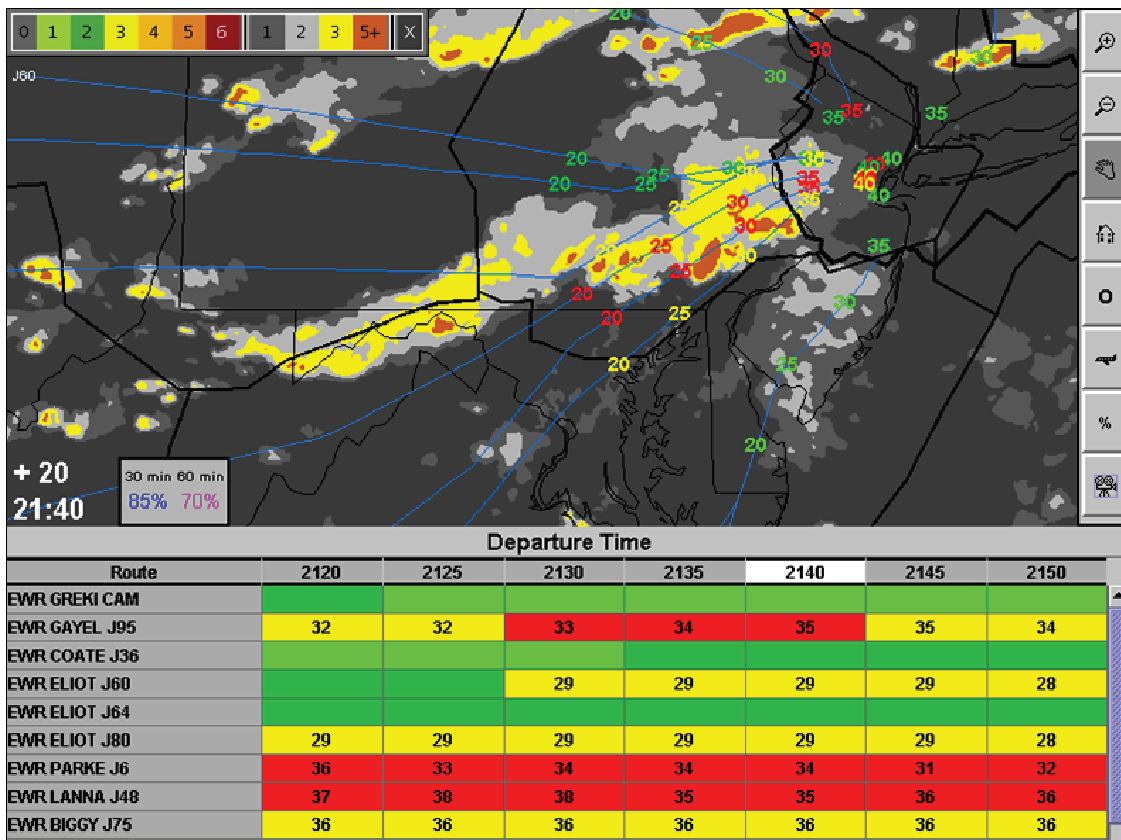 0 1 2 3 4 5 6 1 2 3 5+ X
20
25
30
30
30
J60
30
35
35
35
20
30
30
40
40
20
25
25
35
40
25
30
35
40
30
20
25
30
35
25
20
30
20
25
20
25
20
+ 20
21:40
30 min 60 min
85% 70%
%
Departure Time
Route 2120 2125 2130 2135 2140 2145 2150
EWR GREKI CAM
EWR GAYEL J95 32 32 33 34 35 35 34
EWR COATE J36
EWR ELIOT J60 29 29 29 29 28
EWR ELIOT J64
EWR ELIOT J80 29 29 29 29 29 29 28
EWR PARKE J6 36 33 34 34 34 31 32
EWR LANNA J48 37 38 38 35 35 36 36
EWR BIGGY J75 36 36 36 36 36 36 36